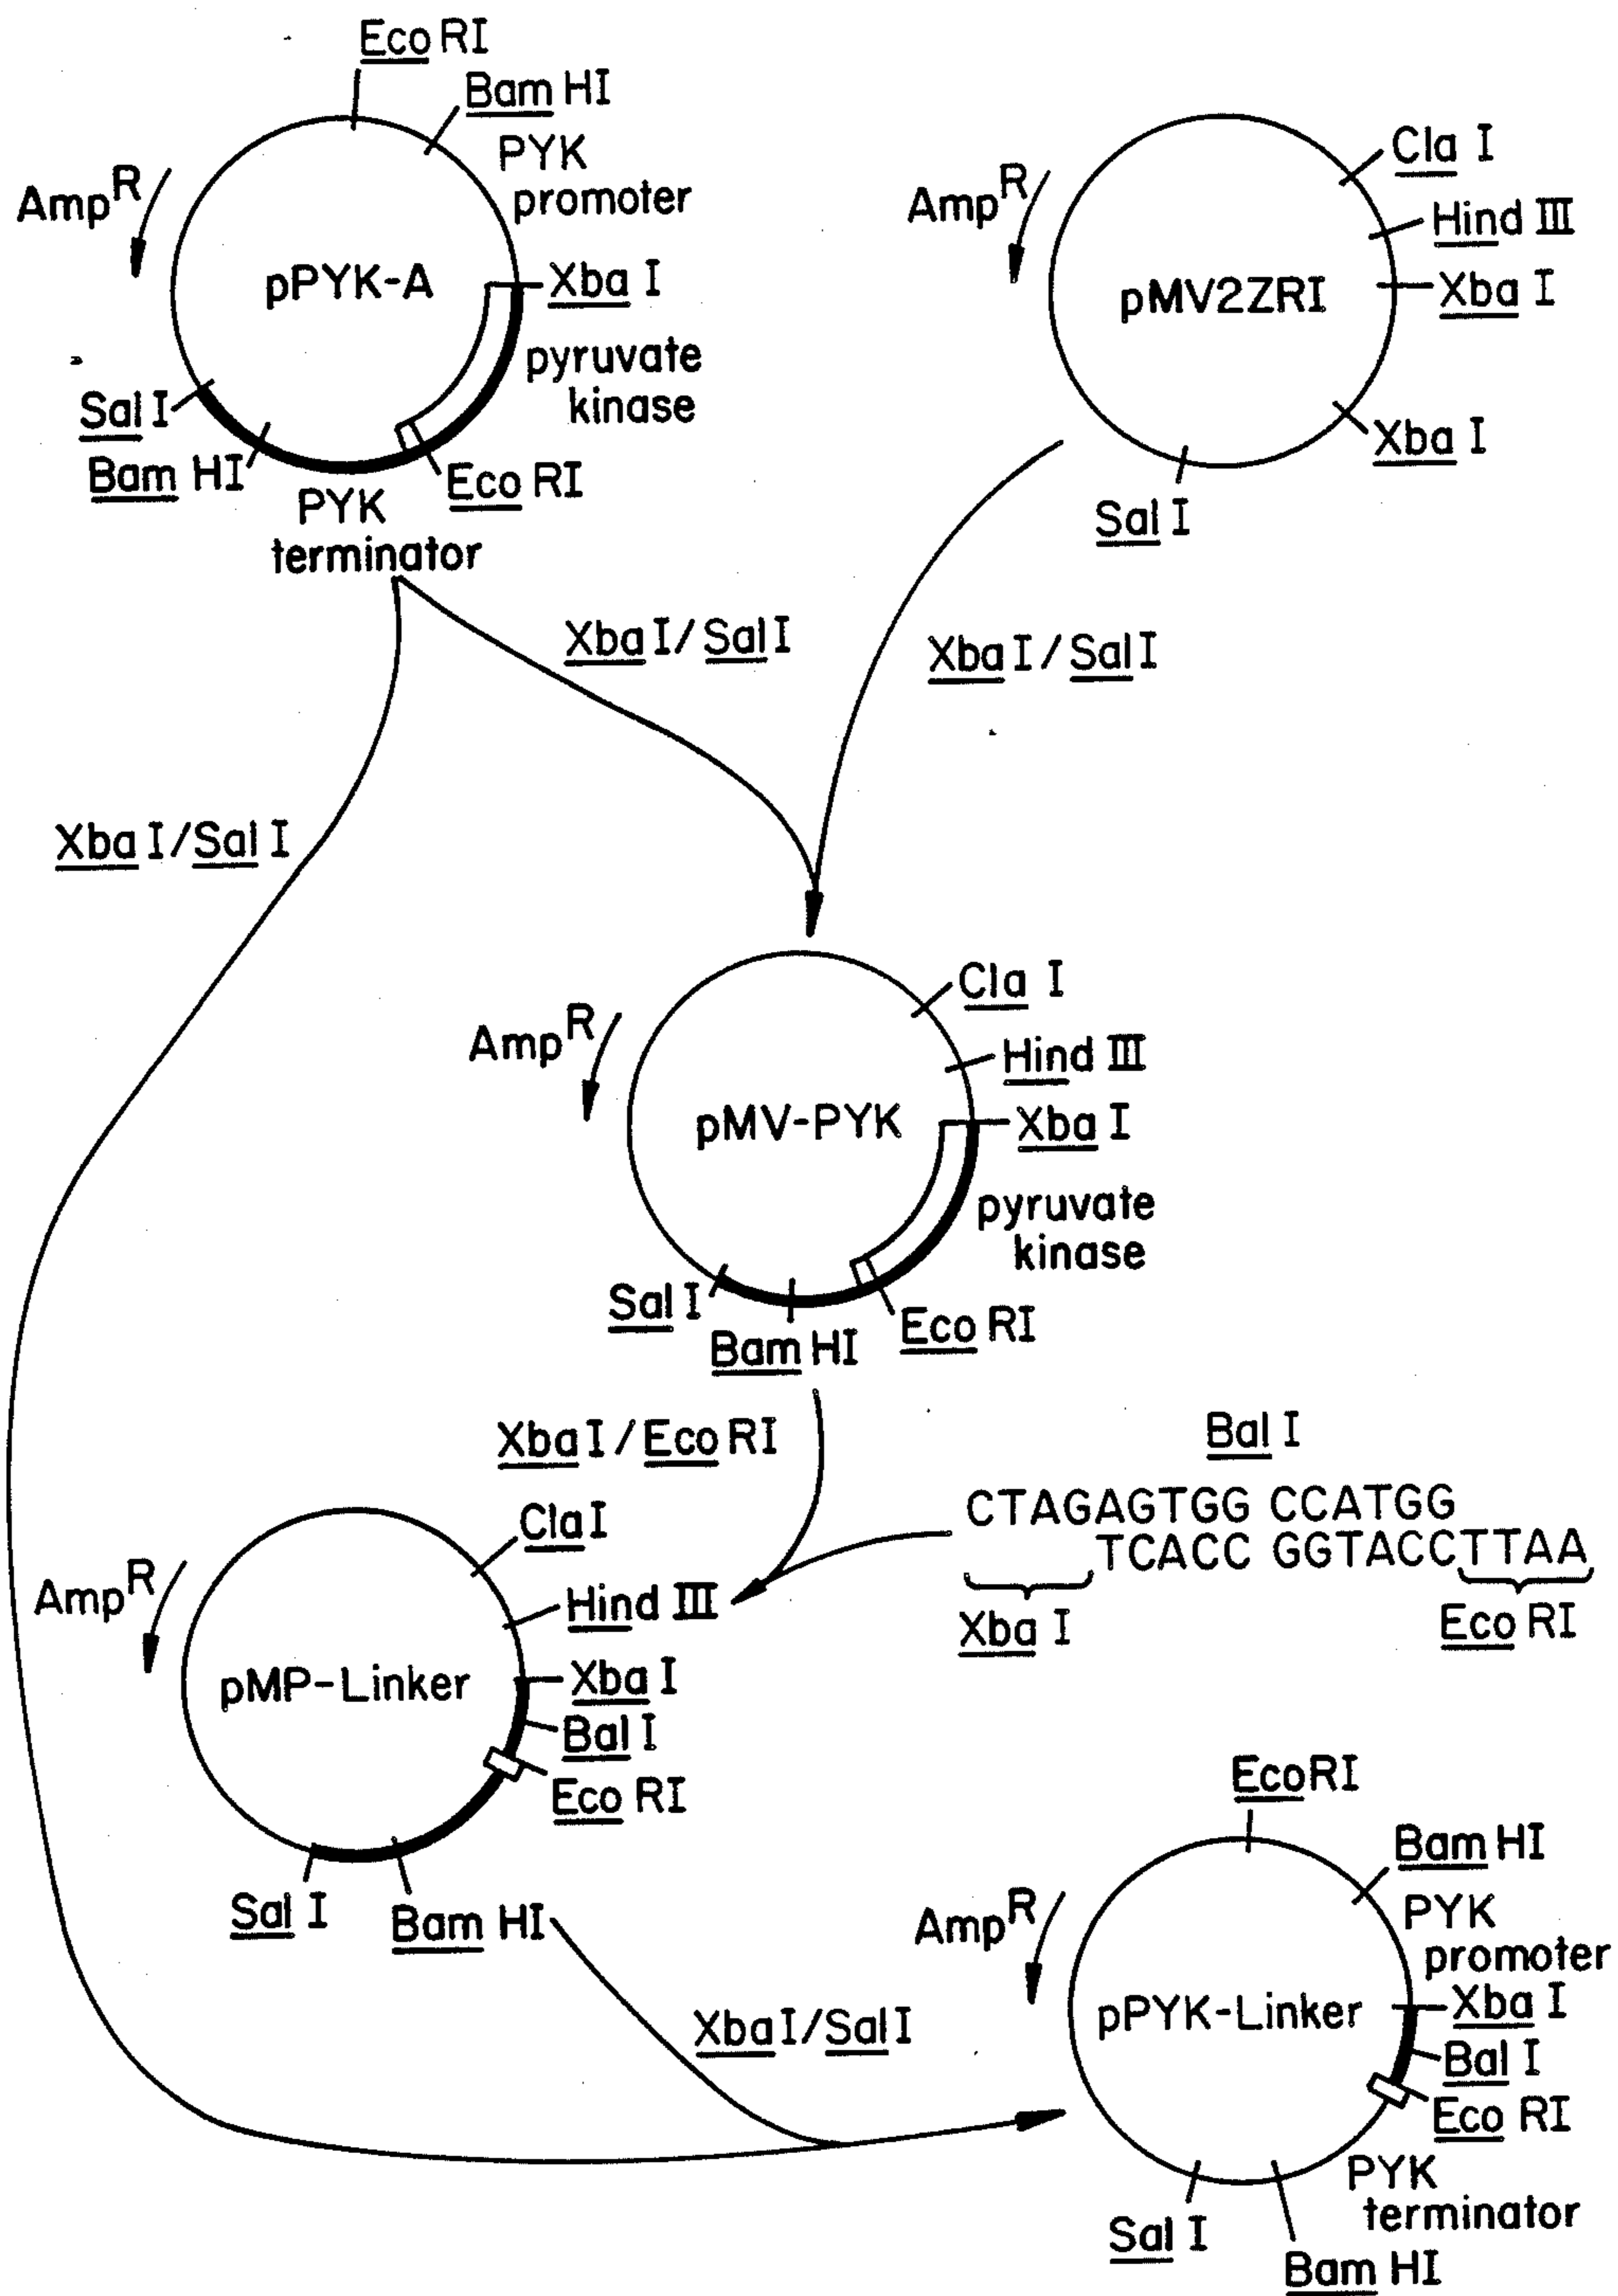 Eco RI
Bam HI
PYK
promoter
Amp^R
pPYK-A
Xba I
pyruvate
kinase
Sal I
Bam HI
Eco RI
PYK
terminator
Cla I
Hind III
Amp^R
pMV2ZRI
Xba I
Xba I
Sal I
Xba I/Sal I
Xba I/Sal I
Xba I/Sal I
Cla I
Amp^R
Hind III
pMV-PYK
Xba I
pyruvate
kinase
Sal I
Bam HI
Eco RI
Xba I/Eco RI
Bal I
CTAGAGTGG CCATGG
TCACC GGTACCTTAA
Xba I
Eco RI
Cla I
Amp^R
Hind III
pMP-Linker
Xba I
Bal I
Eco RI
Sal I
Bam HI
Xba I/Sal I
Eco RI
Bam HI
Amp^R
PYK
promoter
pPYK-Linker
Xba I
Bal I
Eco RI
PYK
terminator
Sal I
Bam HI